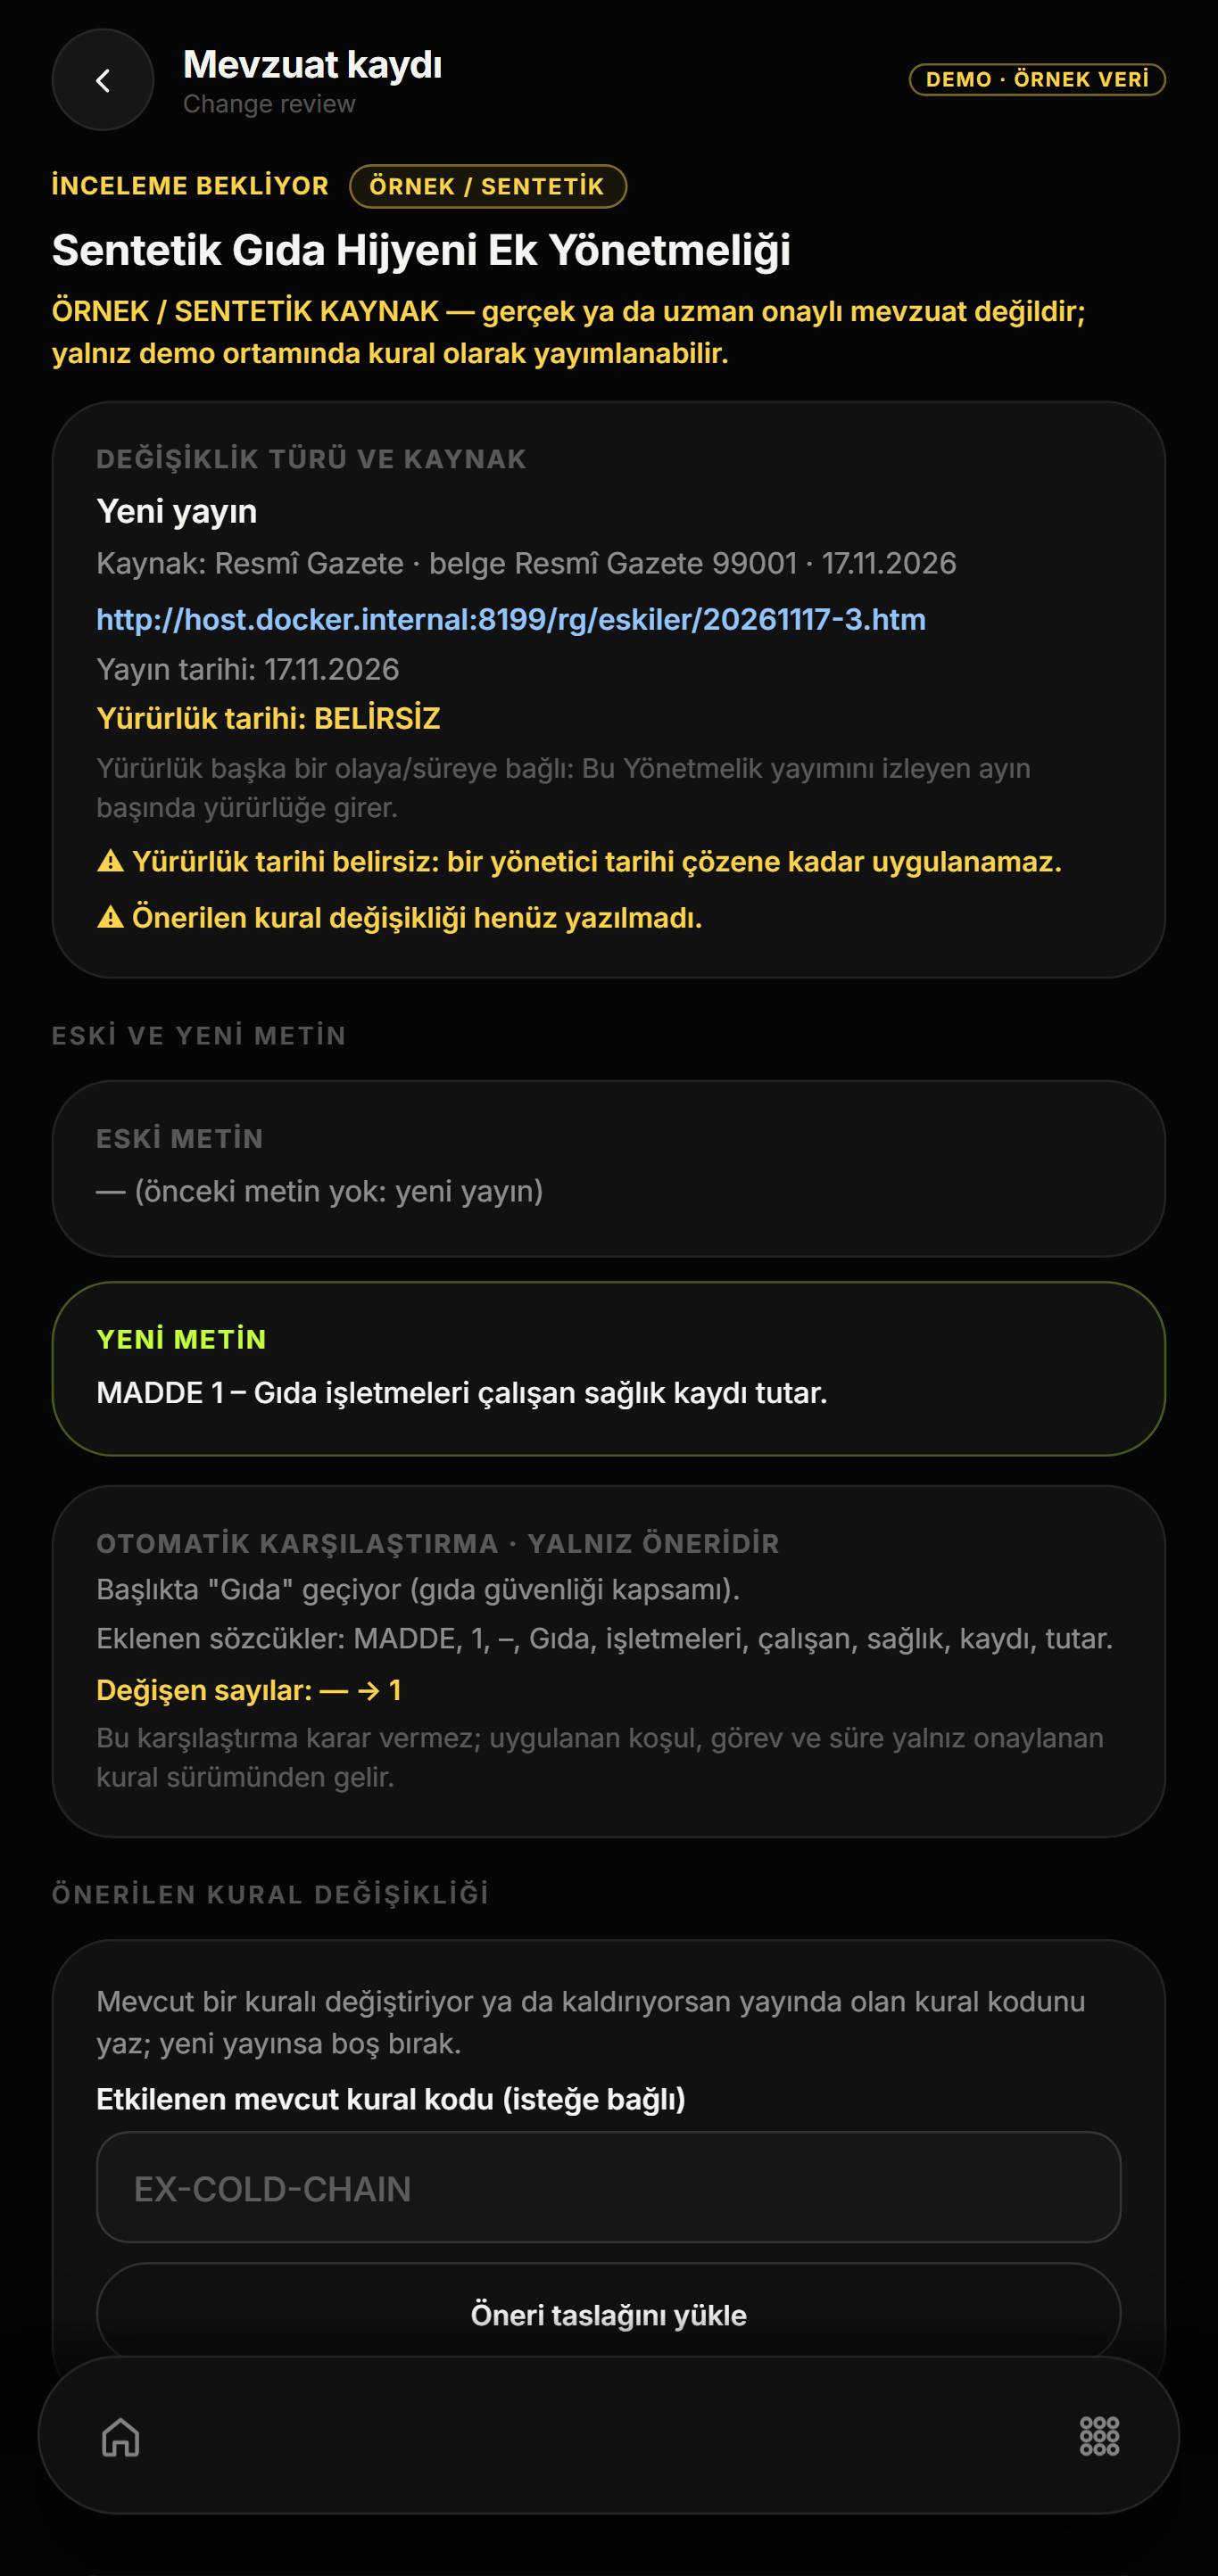 Mevzuat kaydı
Change review
DEMO · ÖRNEK VERİ
İNCELEME BEKLİYOR
ÖRNEK / SENTETİK
Sentetik Gıda Hijyeni Ek Yönetmeliği
ÖRNEK / SENTETİK KAYNAK — gerçek ya da uzman onaylı mevzuat değildir;
yalnız demo ortamında kural olarak yayımlanabilir.
DEĞİŞİKLİK TÜRÜ VE KAYNAK
Yeni yayın
Kaynak: Resmî Gazete · belge Resmî Gazete 99001 · 17.11.2026
http://host.docker.internal:8199/rg/eskiler/20261117-3.htm
Yayın tarihi: 17.11.2026
Yürürlük tarihi: BELİRSİZ
Yürürlük başka bir olaya/süreye bağlı: Bu Yönetmelik yayımını izleyen ayın
başında yürürlüğe girer.
⚠ Yürürlük tarihi belirsiz: bir yönetici tarihi çözene kadar uygulanamaz.
⚠ Önerilen kural değişikliği henüz yazılmadı.
ESKİ VE YENİ METİN
ESKİ METİN
— (önceki metin yok: yeni yayın)
YENİ METİN
MADDE 1 – Gıda işletmeleri çalışan sağlık kaydı tutar.
OTOMATİK KARŞILAŞTIRMA · YALNIZ ÖNERİDİR
Başlıkta "Gıda" geçiyor (gıda güvenliği kapsamı).
Eklenen sözcükler: MADDE, 1, –, Gıda, işletmeleri, çalışan, sağlık, kaydı, tutar.
Değişen sayılar: — → 1
Bu karşılaştırma karar vermez; uygulanan koşul, görev ve süre yalnız onaylanan
kural sürümünden gelir.
ÖNERİLEN KURAL DEĞİŞİKLİĞİ
Mevcut bir kuralı değiştiriyor ya da kaldırıyorsan yayında olan kural kodunu
yaz; yeni yayınsa boş bırak.
Etkilenen mevcut kural kodu (isteğe bağlı)
EX-COLD-CHAIN
Öneri taslağını yükle